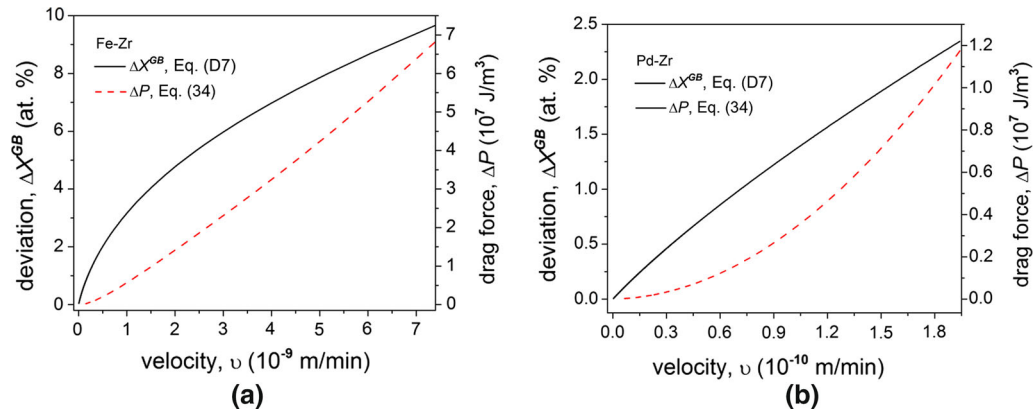 Fe-Zr
ΔX^GB, Eq. (D7)
ΔP, Eq. (34)
deviation, ΔX^GB (at. %)
0
2
4
6
8
10
drag force, ΔP (10^7 J/m^3)
0
1
2
3
4
5
6
7
0 1 2 3 4 5 6 7
velocity, υ (10^-9 m/min)
(a)
Pd-Zr
ΔX^GB, Eq. (D7)
ΔP, Eq. (34)
deviation, ΔX^GB (at. %)
0.0
0.5
1.0
1.5
2.0
2.5
drag force, ΔP (10^7 J/m^3)
0.0
0.2
0.4
0.6
0.8
1.0
1.2
0.0 0.3 0.6 0.9 1.2 1.5 1.8
velocity, υ (10^-10 m/min)
(b)